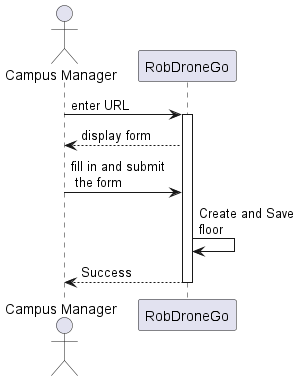 Campus Manager
RobDroneGo
enter URL
display form
fill in and submit
the form
Create and Save
floor
Success
Campus Manager
RobDroneGo